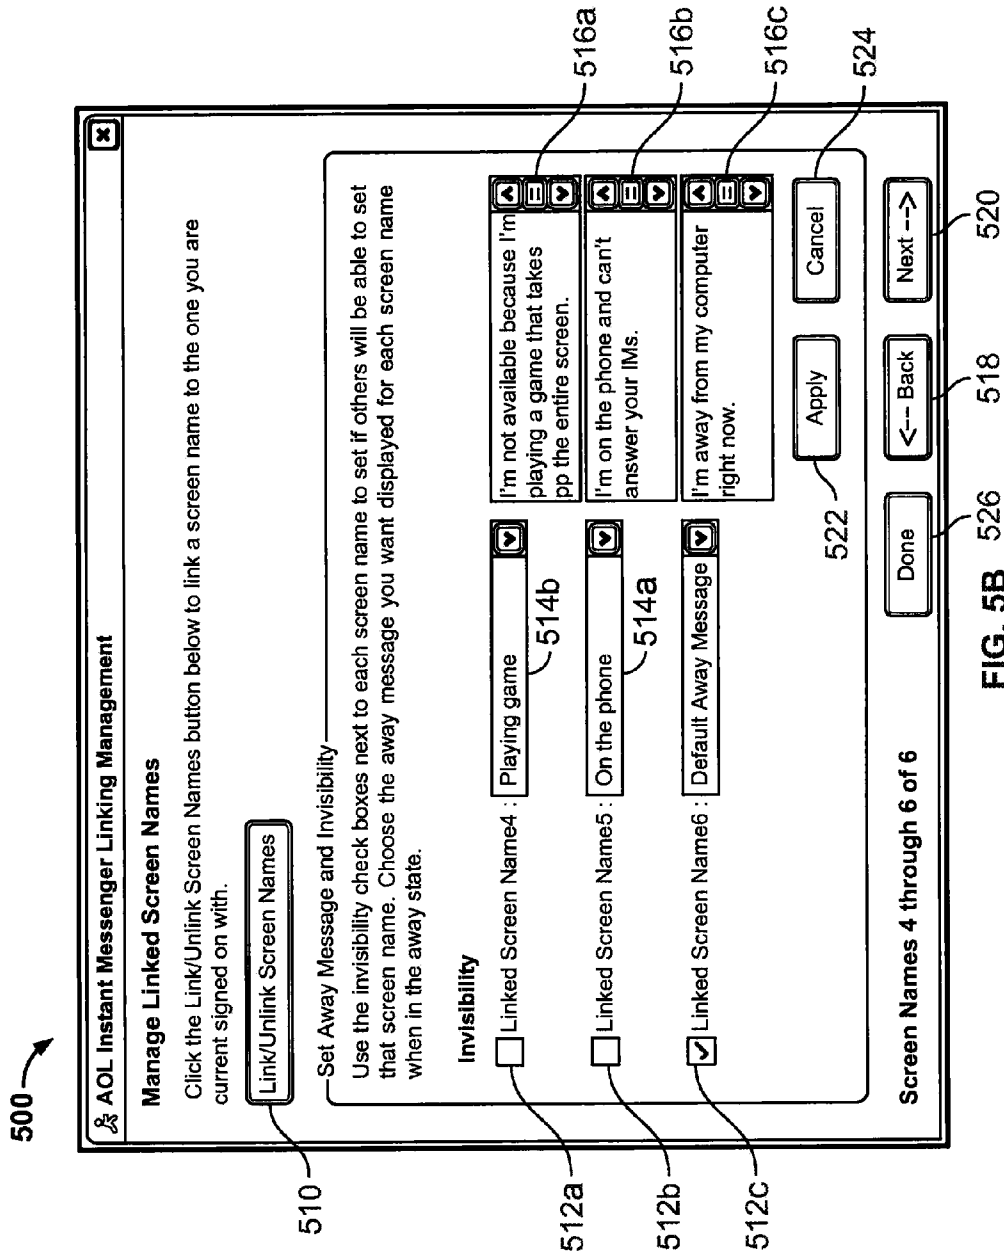 500
AOL Instant Messenger Linking Management
Manage Linked Screen Names
Click the Link/Unlink Screen Names button below to link a screen name to the one you are
current signed on with.
Link/Unlink Screen Names
510
Set Away Message and Invisibility
Use the invisibility check boxes next to each screen name to set if others will be able to set
that screen name. Choose the away message you want displayed for each screen name
when in the away state.
Invisibility
512a
Linked Screen Name4 :
Playing game
514b
I'm not available because I'm
playing a game that takes
pp the entire screen.
516a
512b
Linked Screen Name5 :
On the phone
514a
I'm on the phone and can't
answer your IMs.
516b
512c
Linked Screen Name6 :
Default Away Message
I'm away from my computer
right now.
516c
522
Apply
Cancel
524
Screen Names 4 through 6 of 6
Done
<-- Back
Next -->
526
518
520
FIG. 5B